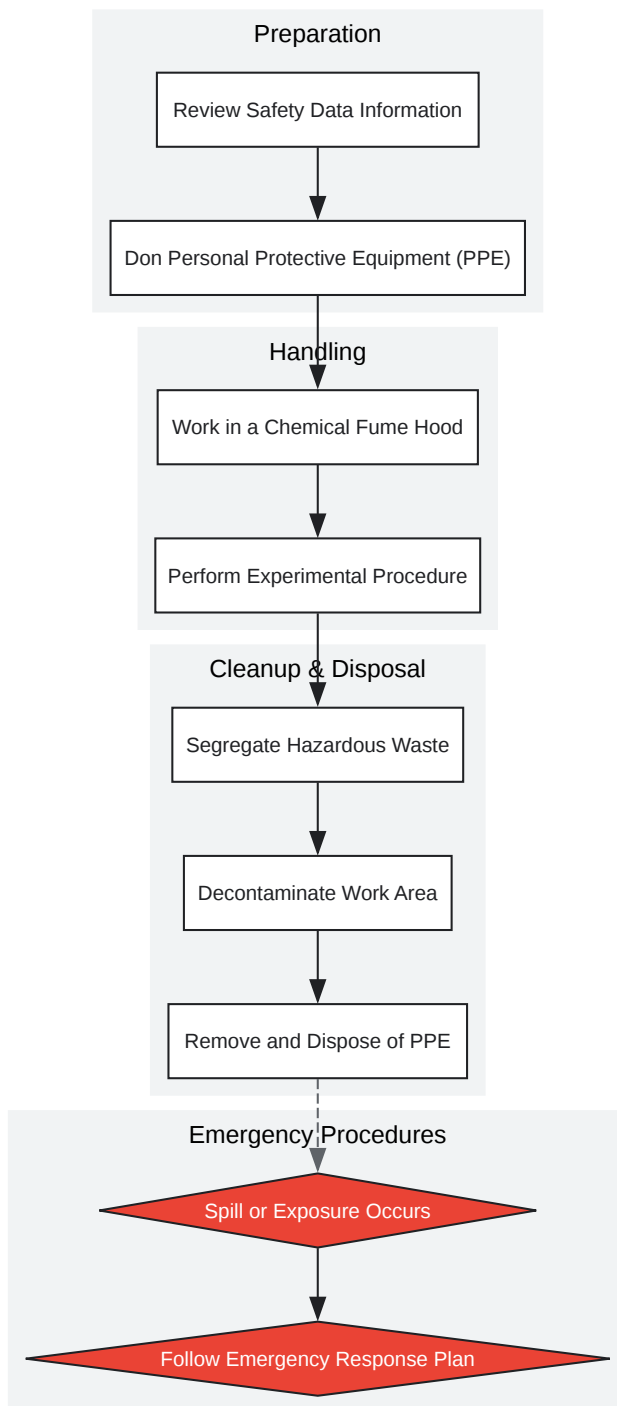 Preparation
Review Safety Data Information
Don Personal Protective Equipment (PPE)
Handling
Work in a Chemical Fume Hood
Perform Experimental Procedure
Cleanup & Disposal
Segregate Hazardous Waste
Decontaminate Work Area
Remove and Dispose of PPE
Emergency Procedures
Spill or Exposure Occurs
Follow Emergency Response Plan